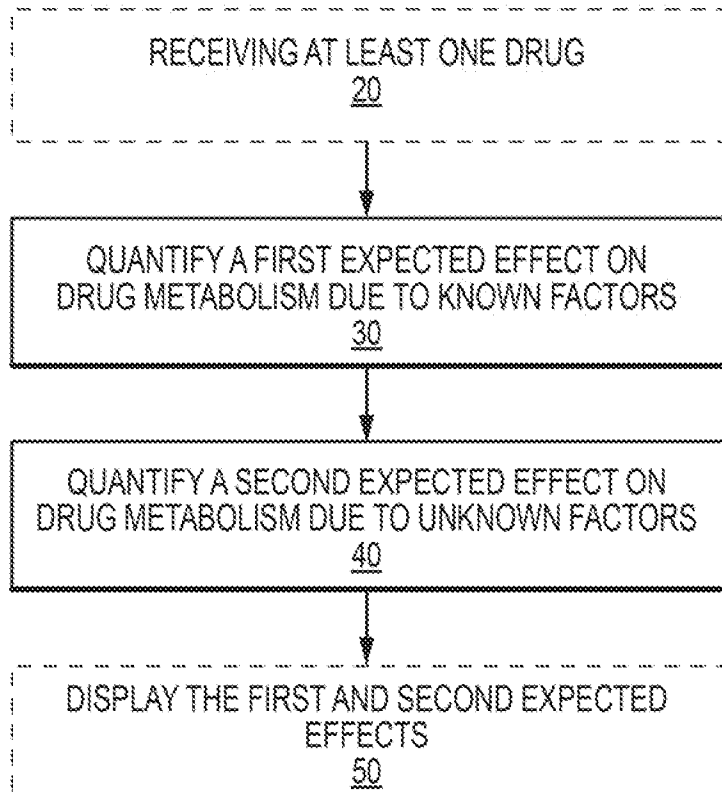 RECEIVING AT LEAST ONE DRUG
20
QUANTIFY A FIRST EXPECTED EFFECT ON
DRUG METABOLISM DUE TO KNOWN FACTORS
30
QUANTIFY A SECOND EXPECTED EFFECT ON
DRUG METABOLISM DUE TO UNKNOWN FACTORS
40
DISPLAY THE FIRST AND SECOND EXPECTED
EFFECTS
50